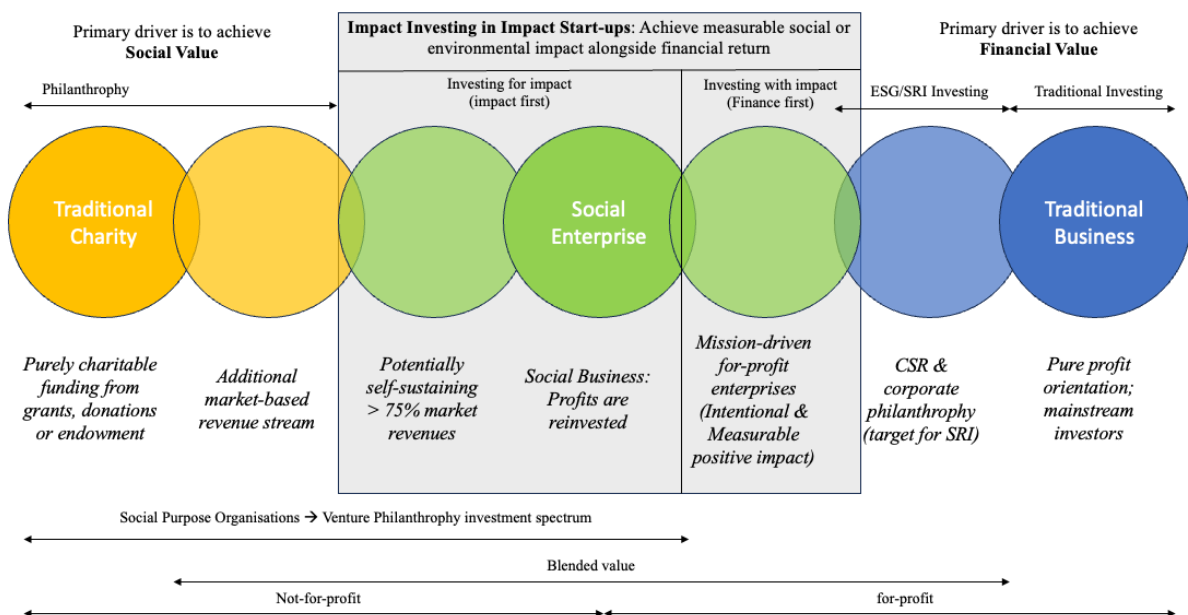 Primary driver is to achieve
Social Value
Impact Investing in Impact Start-ups: Achieve measurable social or
environmental impact alongside financial return
Primary driver is to achieve
Financial Value
Philanthropy
Investing for impact
(impact first)
Investing with impact
(Finance first)
ESG/SRI Investing
Traditional Investing
Traditional
Charity
Social
Enterprise
Traditional
Business
Purely charitable
funding from
grants, donations
or endowment
Additional
market-based
revenue stream
Potentially
self-sustaining
> 75% market
revenues
Social Business:
Profits are
reinvested
Mission-driven
for-profit
enterprises
(Intentional &
Measurable
positive impact)
CSR &
corporate
philanthropy
(target for SRI)
Pure profit
orientation;
mainstream
investors
Social Purpose Organisations → Venture Philanthropy investment spectrum
Blended value
Not-for-profit
for-profit